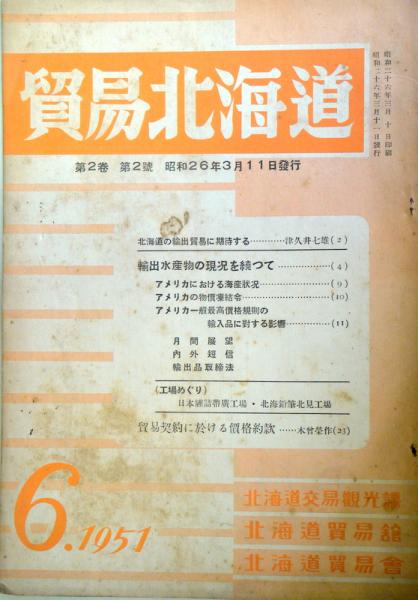 昭和二十六年三月十日印刷
昭和二十六年三月十一日発行
貿易北海道
第2巻 第2號 昭和26年3月11日發行
北海道の輸出貿易に期待する………津久井七雄(2)
輸出水産物の現況を繞つて………………(4)
アメリカにおける海産状況………………(9)
アメリカの物價凍結令………………(10)
アメリカ一般最高價格規則の
輸入品に對する影響………………(11)
月間展望
内外短信
輸出品取締法
(工場めぐり)
日本罐詰帶廣工場・北海鉛筆北見工場
貿易契約に於ける價格約款……木曾榮作(23)
6.1951
北海道交易觀光課
北海道貿易館
北海道貿易會